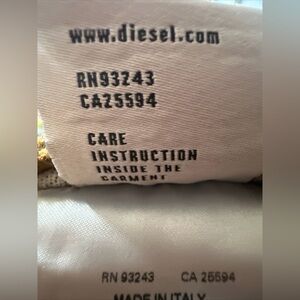 www.diesel.com
RN93243
CA25594
CARE
INSTRUCTION
INSIDE THE
GARMENT
RN 93243 CA 25594
MADE IN ITALY